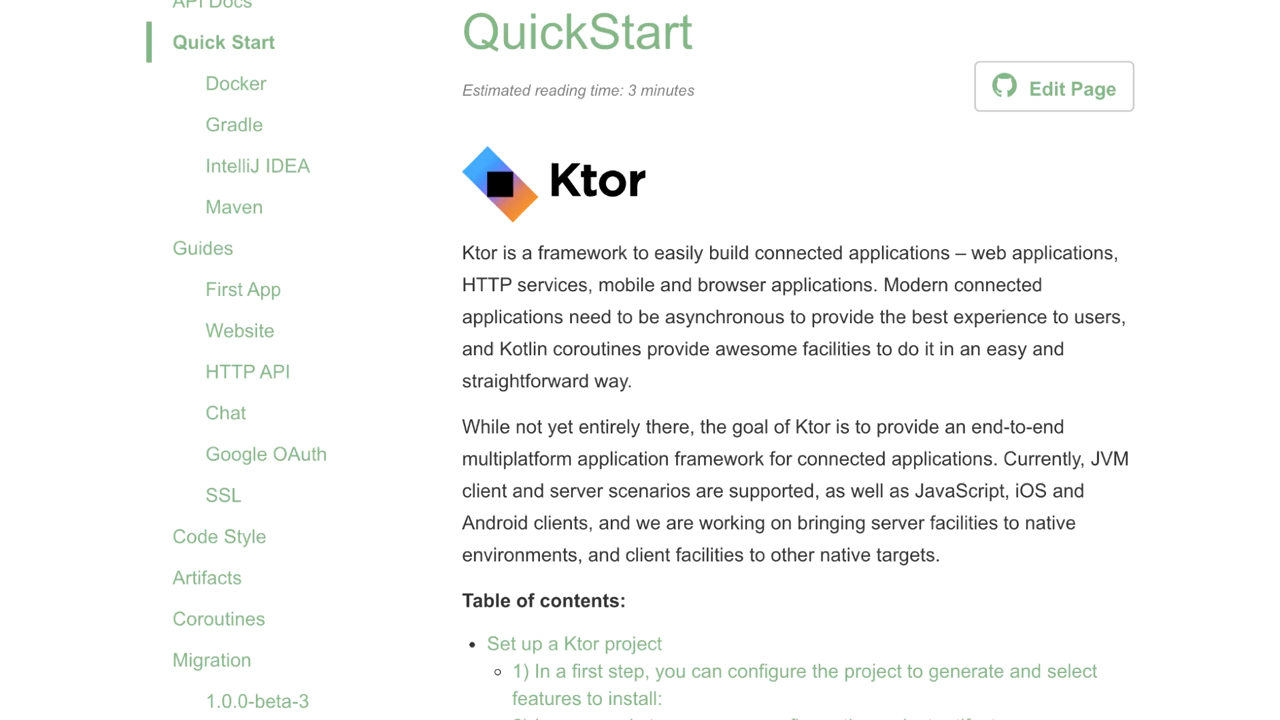 API Docs
Quick Start
Docker
Gradle
IntelliJ IDEA
Maven
Guides
First App
Website
HTTP API
Chat
Google OAuth
SSL
Code Style
Artifacts
Coroutines
Migration
1.0.0-beta-3
QuickStart
Estimated reading time: 3 minutes
Edit Page
Ktor
Ktor is a framework to easily build connected applications – web applications,
HTTP services, mobile and browser applications. Modern connected
applications need to be asynchronous to provide the best experience to users,
and Kotlin coroutines provide awesome facilities to do it in an easy and
straightforward way.
While not yet entirely there, the goal of Ktor is to provide an end-to-end
multiplatform application framework for connected applications. Currently, JVM
client and server scenarios are supported, as well as JavaScript, iOS and
Android clients, and we are working on bringing server facilities to native
environments, and client facilities to other native targets.
Table of contents:
• Set up a Ktor project
◦ 1) In a first step, you can configure the project to generate and select
features to install: